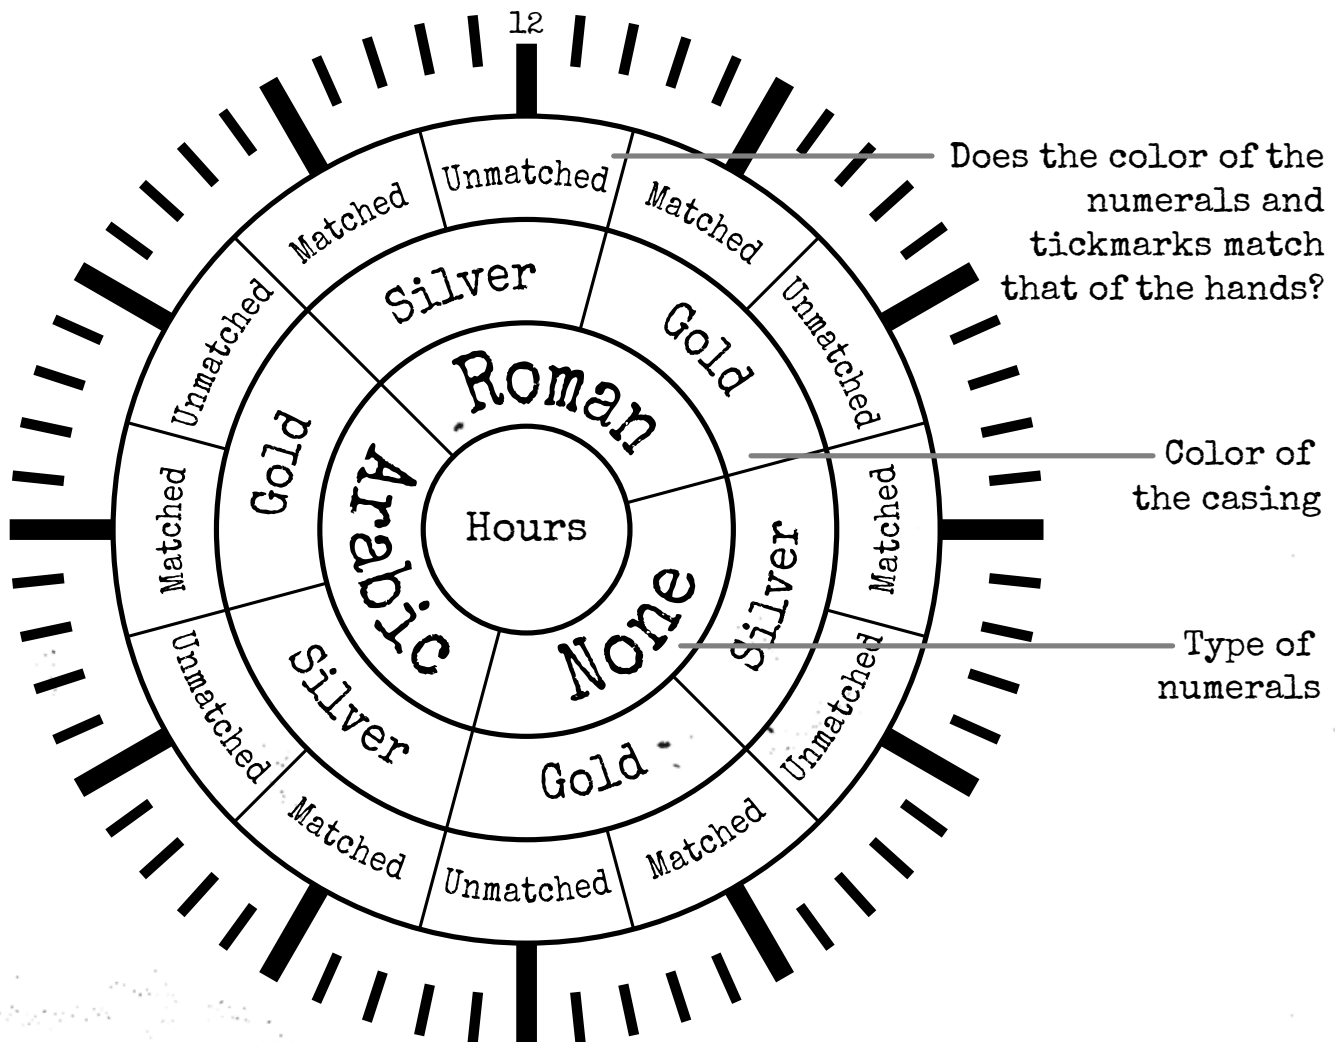 12
Unmatched
Matched
Unmatched
Matched
Unmatched
Matched
Unmatched
Matched
Unmatched
Matched
Unmatched
Matched
Silver
Gold
Silver
Gold
Silver
Gold
Roman
None
Arabic
Hours
Does the color of the
numerals and
tickmarks match
that of the hands?
Color of
the casing
Type of
numerals